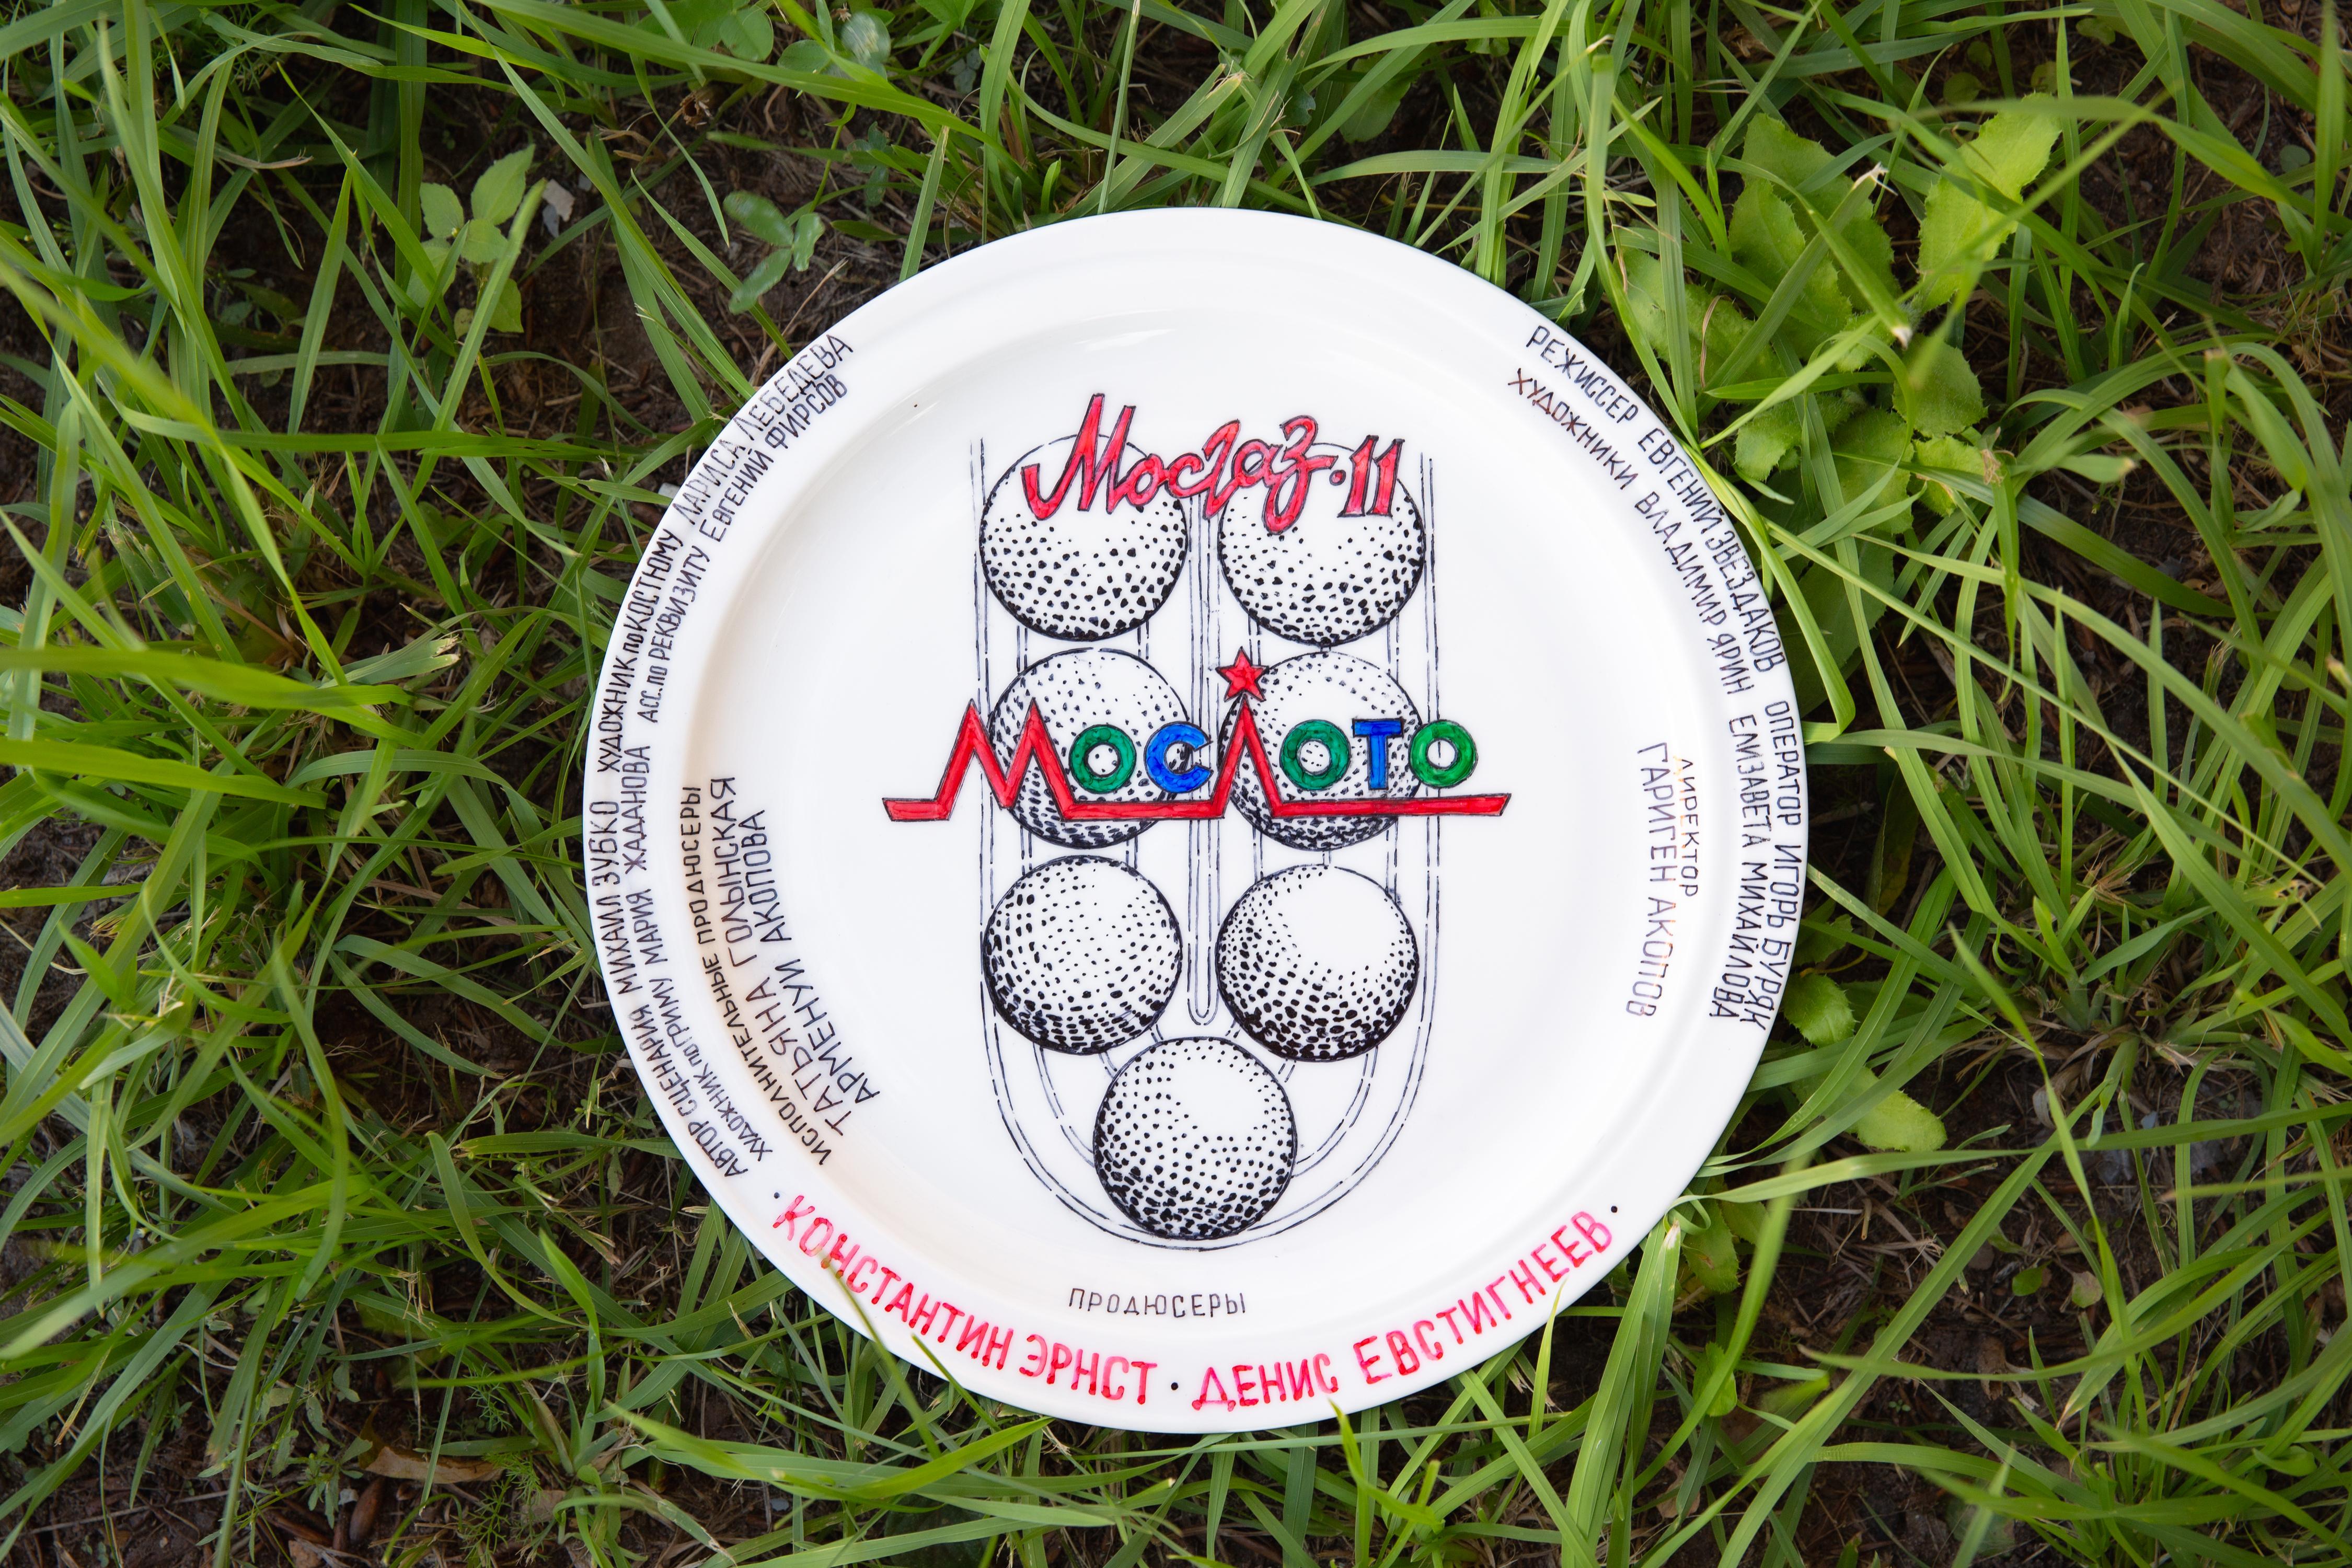 Мосгаз·11
МОСЛОТО
РЕЖИССЕР ЕВГЕНИЙ ЗВЕЗДАКОВ ОПЕРАТОР ИГОРЬ БУРЯК
ХУДОЖНИКИ ВЛАДИМИР ЯРИН ЕЛИЗАВЕТА МИХАЙЛОВА
ДИРЕКТОР
ГАРИГЕН АКОПОВ
АВТОР СЦЕНАРИЯ МИХАИЛ ЗУБКО ХУДОЖНИК ПО КОСТЮМУ ЛАРИСА ЛЕБЕДЕВА
ХУДОЖНИК ПО ГРИМУ МАРИЯ ЖАДАНОВА АСС. ПО РЕКВИЗИТУ ЕВГЕНИЙ ФИРСОВ
ИСПОЛНИТЕЛЬНЫЕ ПРОДЮСЕРЫ
ТАТЬЯНА ГОЛЫНСКАЯ
АРМЕНУИ АКОПОВА
ПРОДЮСЕРЫ
· КОНСТАНТИН ЭРНСТ · ДЕНИС ЕВСТИГНЕЕВ ·